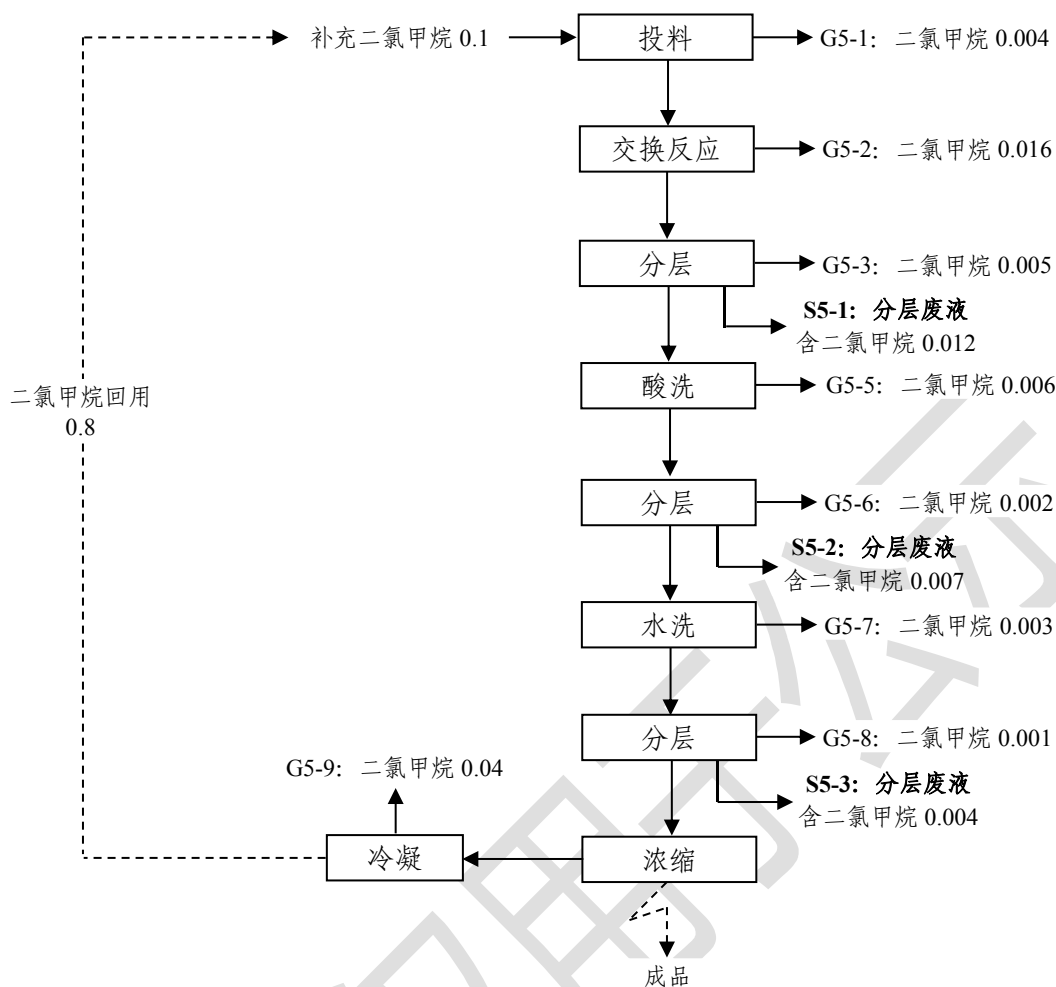 补充二氯甲烷 0.1
投料
G5-1： 二氯甲烷 0.004
交换反应
G5-2： 二氯甲烷 0.016
分层
G5-3： 二氯甲烷 0.005
S5-1：分层废液
含二氯甲烷 0.012
酸洗
G5-5： 二氯甲烷 0.006
二氯甲烷回用
0.8
分层
G5-6： 二氯甲烷 0.002
S5-2：分层废液
含二氯甲烷 0.007
水洗
G5-7： 二氯甲烷 0.003
分层
G5-8： 二氯甲烷 0.001
G5-9： 二氯甲烷 0.04
S5-3：分层废液
含二氯甲烷 0.004
冷凝
浓缩
成品
用于公示